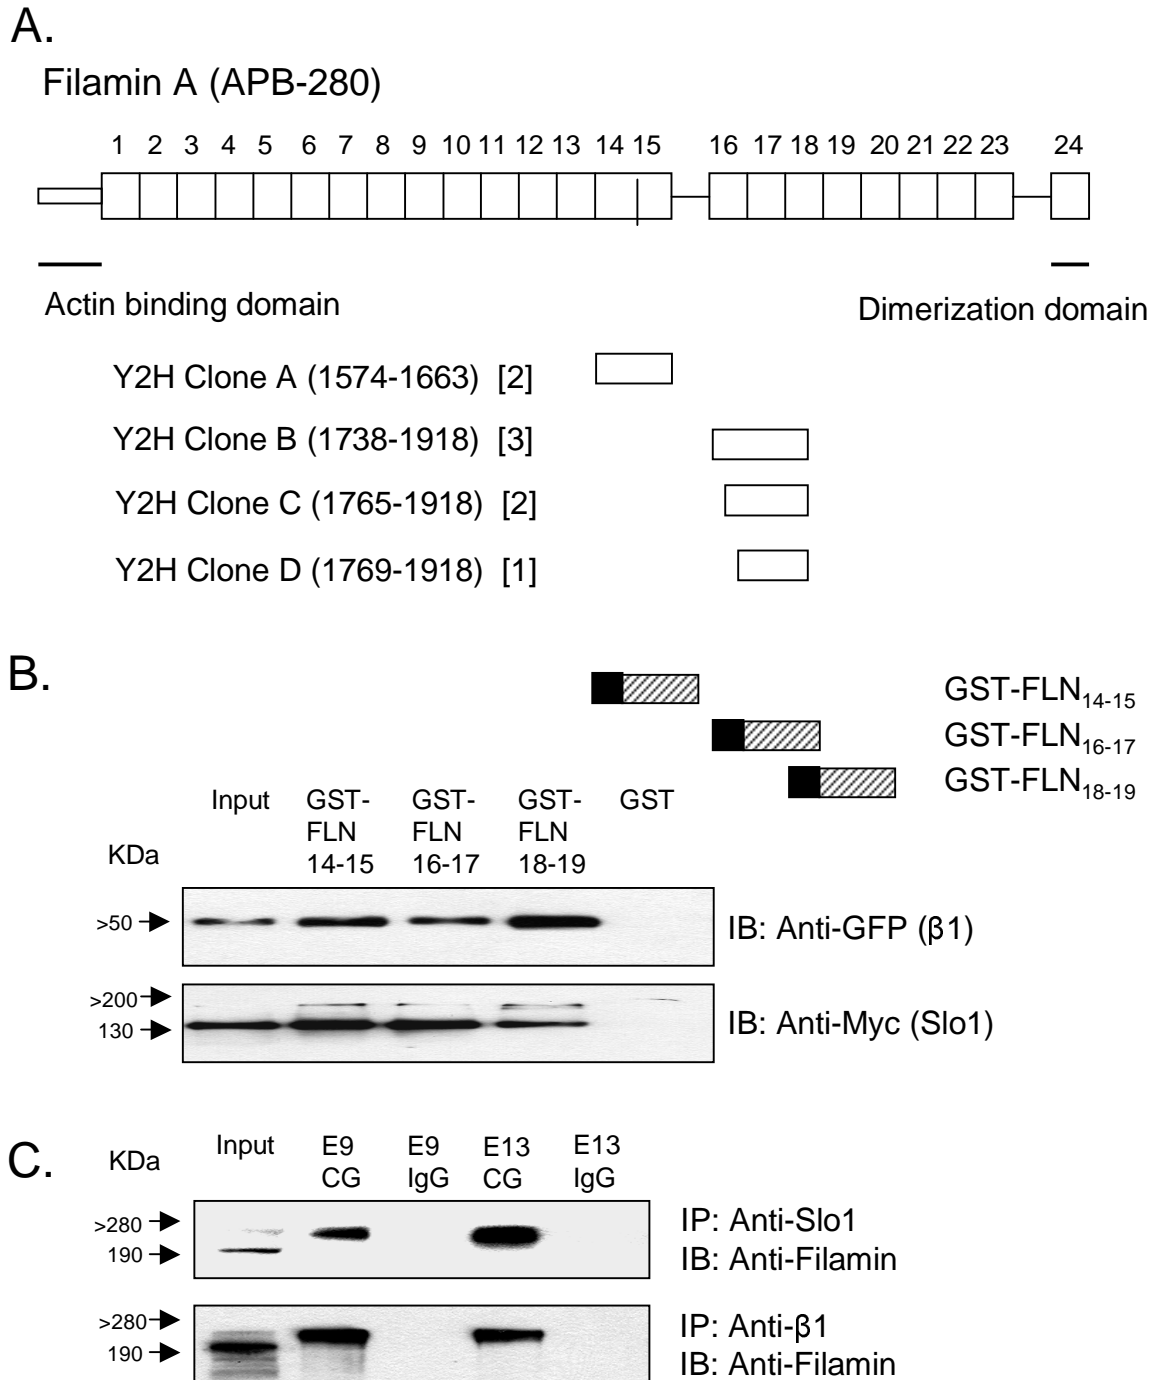 A.
Filamin A (APB-280)
1 2 3 4 5 6 7 8 9 10 11 12 13 14 15 16 17 18 19 20 21 22 23 24
Actin binding domain
Dimerization domain
Y2H Clone A (1574-1663) [2]
Y2H Clone B (1738-1918) [3]
Y2H Clone C (1765-1918) [2]
Y2H Clone D (1769-1918) [1]
B.
GST-FLN14-15
GST-FLN16-17
GST-FLN18-19
Input GST- GST- GST- GST
FLN FLN FLN
KDa 14-15 16-17 18-19
>50 IB: Anti-GFP (β1)
>200
130 IB: Anti-Myc (Slo1)
C.
KDa Input E9 E9 E13 E13
CG IgG CG IgG
>280 IP: Anti-Slo1
190 IB: Anti-Filamin
>280 IP: Anti-β1
190 IB: Anti-Filamin